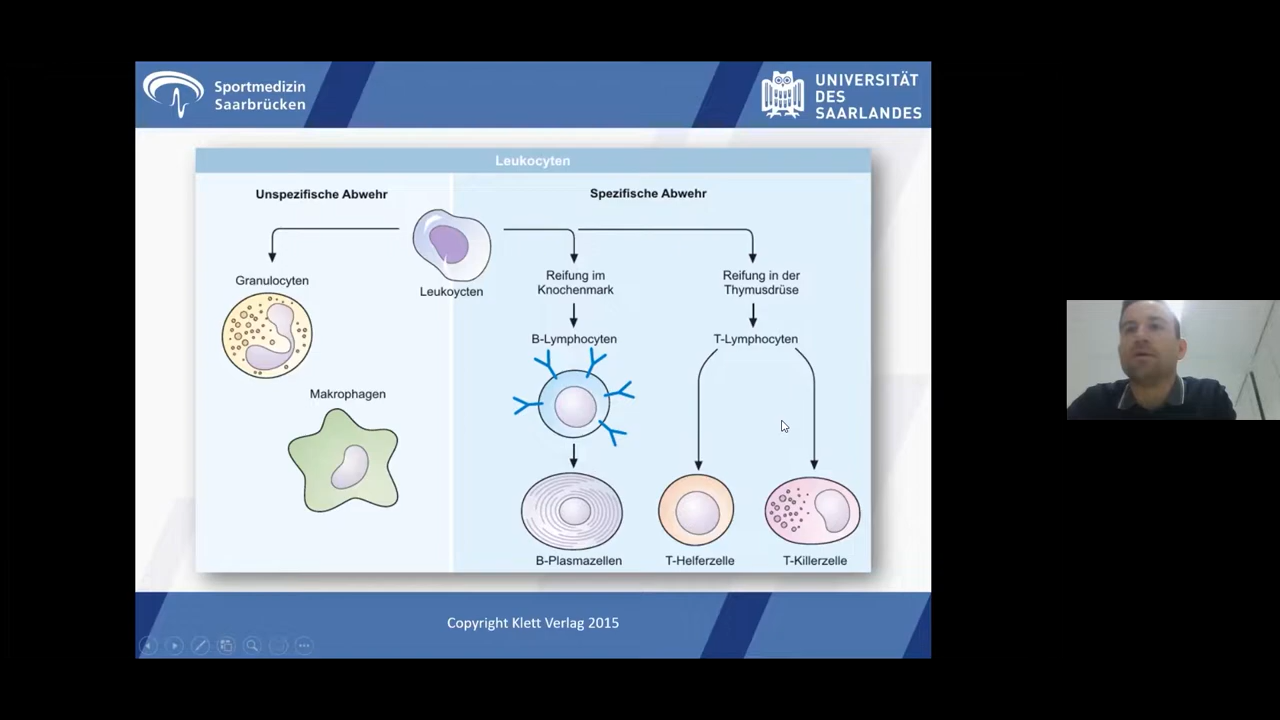 Sportmedizin
Saarbrücken
UNIVERSITÄT
DES
SAARLANDES
Leukocyten
Unspezifische Abwehr
Spezifische Abwehr
Granulocyten
Leukoycten
Reifung im
Knochenmark
Reifung in der
Thymusdrüse
B-Lymphocyten
T-Lymphocyten
Makrophagen
B-Plasmazellen
T-Helferzelle
T-Killerzelle
Copyright Klett Verlag 2015